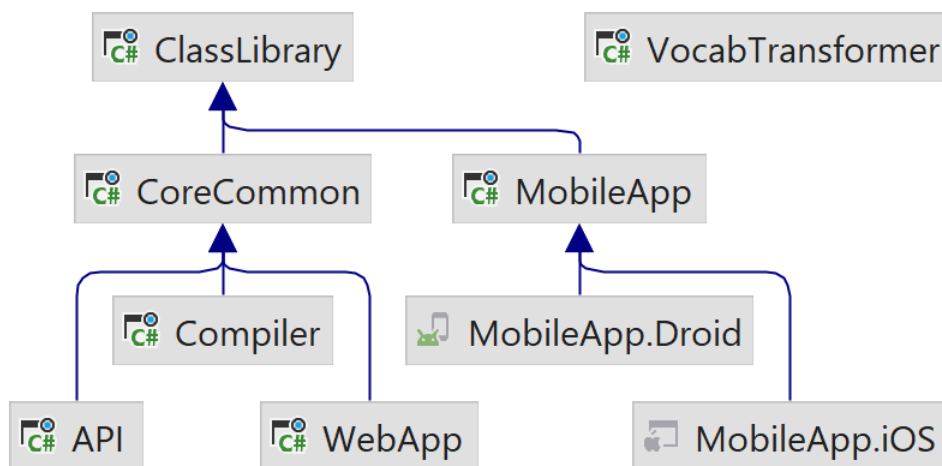 C# ClassLibrary
C# VocabTransformer
C# CoreCommon
C# MobileApp
C# Compiler
MobileApp.Droid
C# API
C# WebApp
MobileApp.iOS